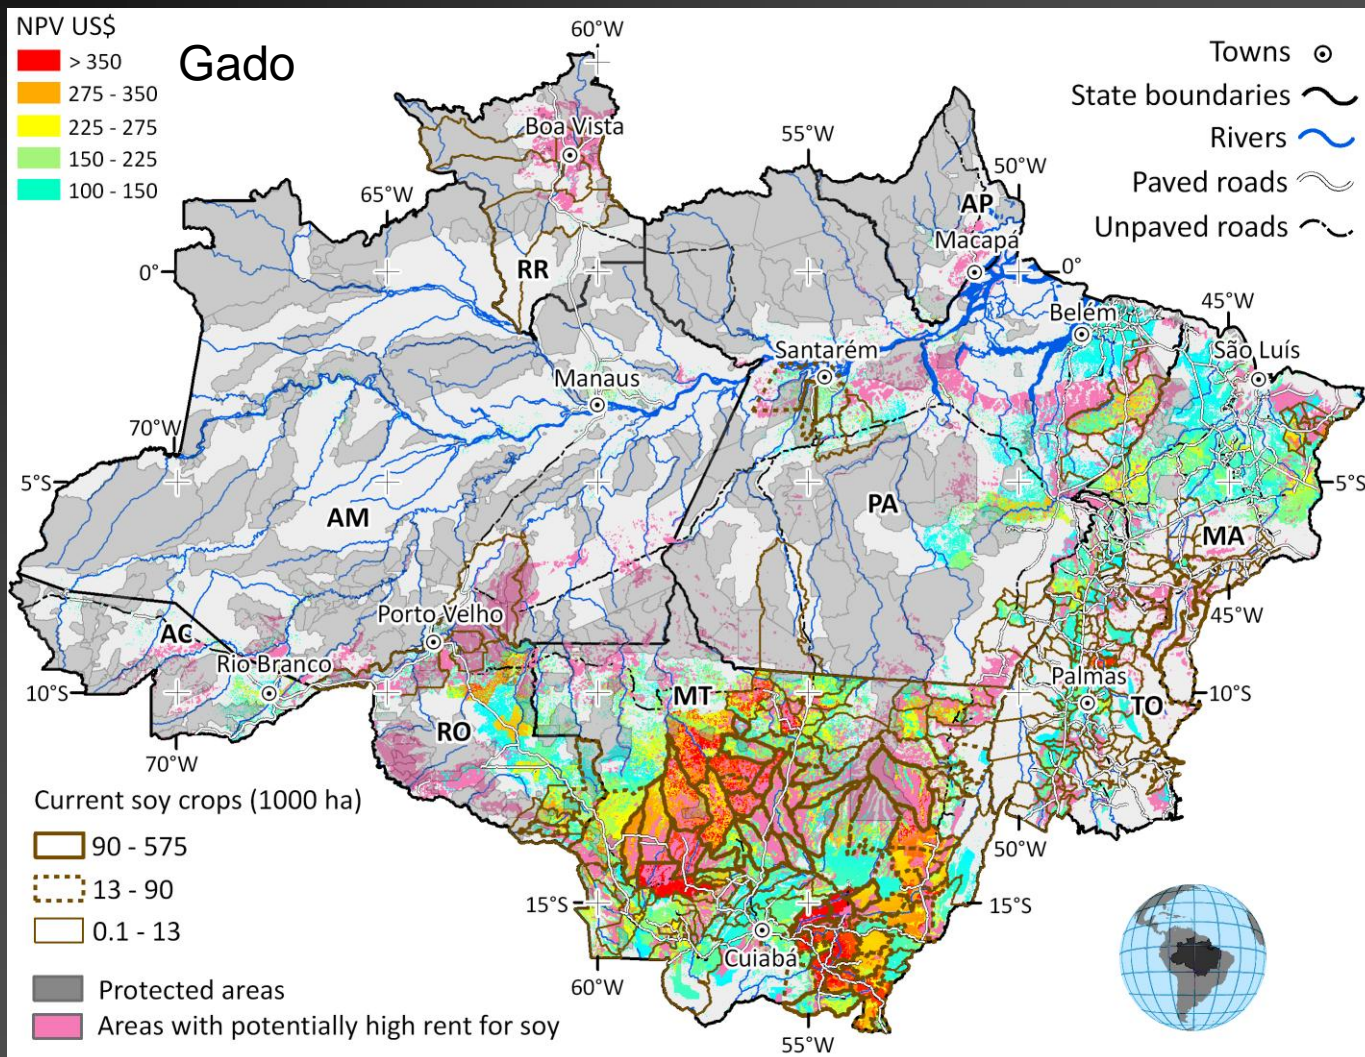 NPV US$
> 350
275 - 350
225 - 275
150 - 225
100 - 150
Gado
60°W
Towns
State boundaries
Rivers
Paved roads
Unpaved roads
Boa Vista
55°W
50°W
65°W
AP
Macapá
0°
RR
0°
45°W
Belém
São Luís
Santarém
Manaus
70°W
5°S
AM
PA
5°S
MA
45°W
Porto Velho
AC
Rio Branco
10°S
MT
Palmas
TO
10°S
RO
70°W
Current soy crops (1000 ha)
90 - 575
13 - 90
0.1 - 13
50°W
15°S
15°S
Cuiabá
60°W
55°W
Protected areas
Areas with potentially high rent for soy